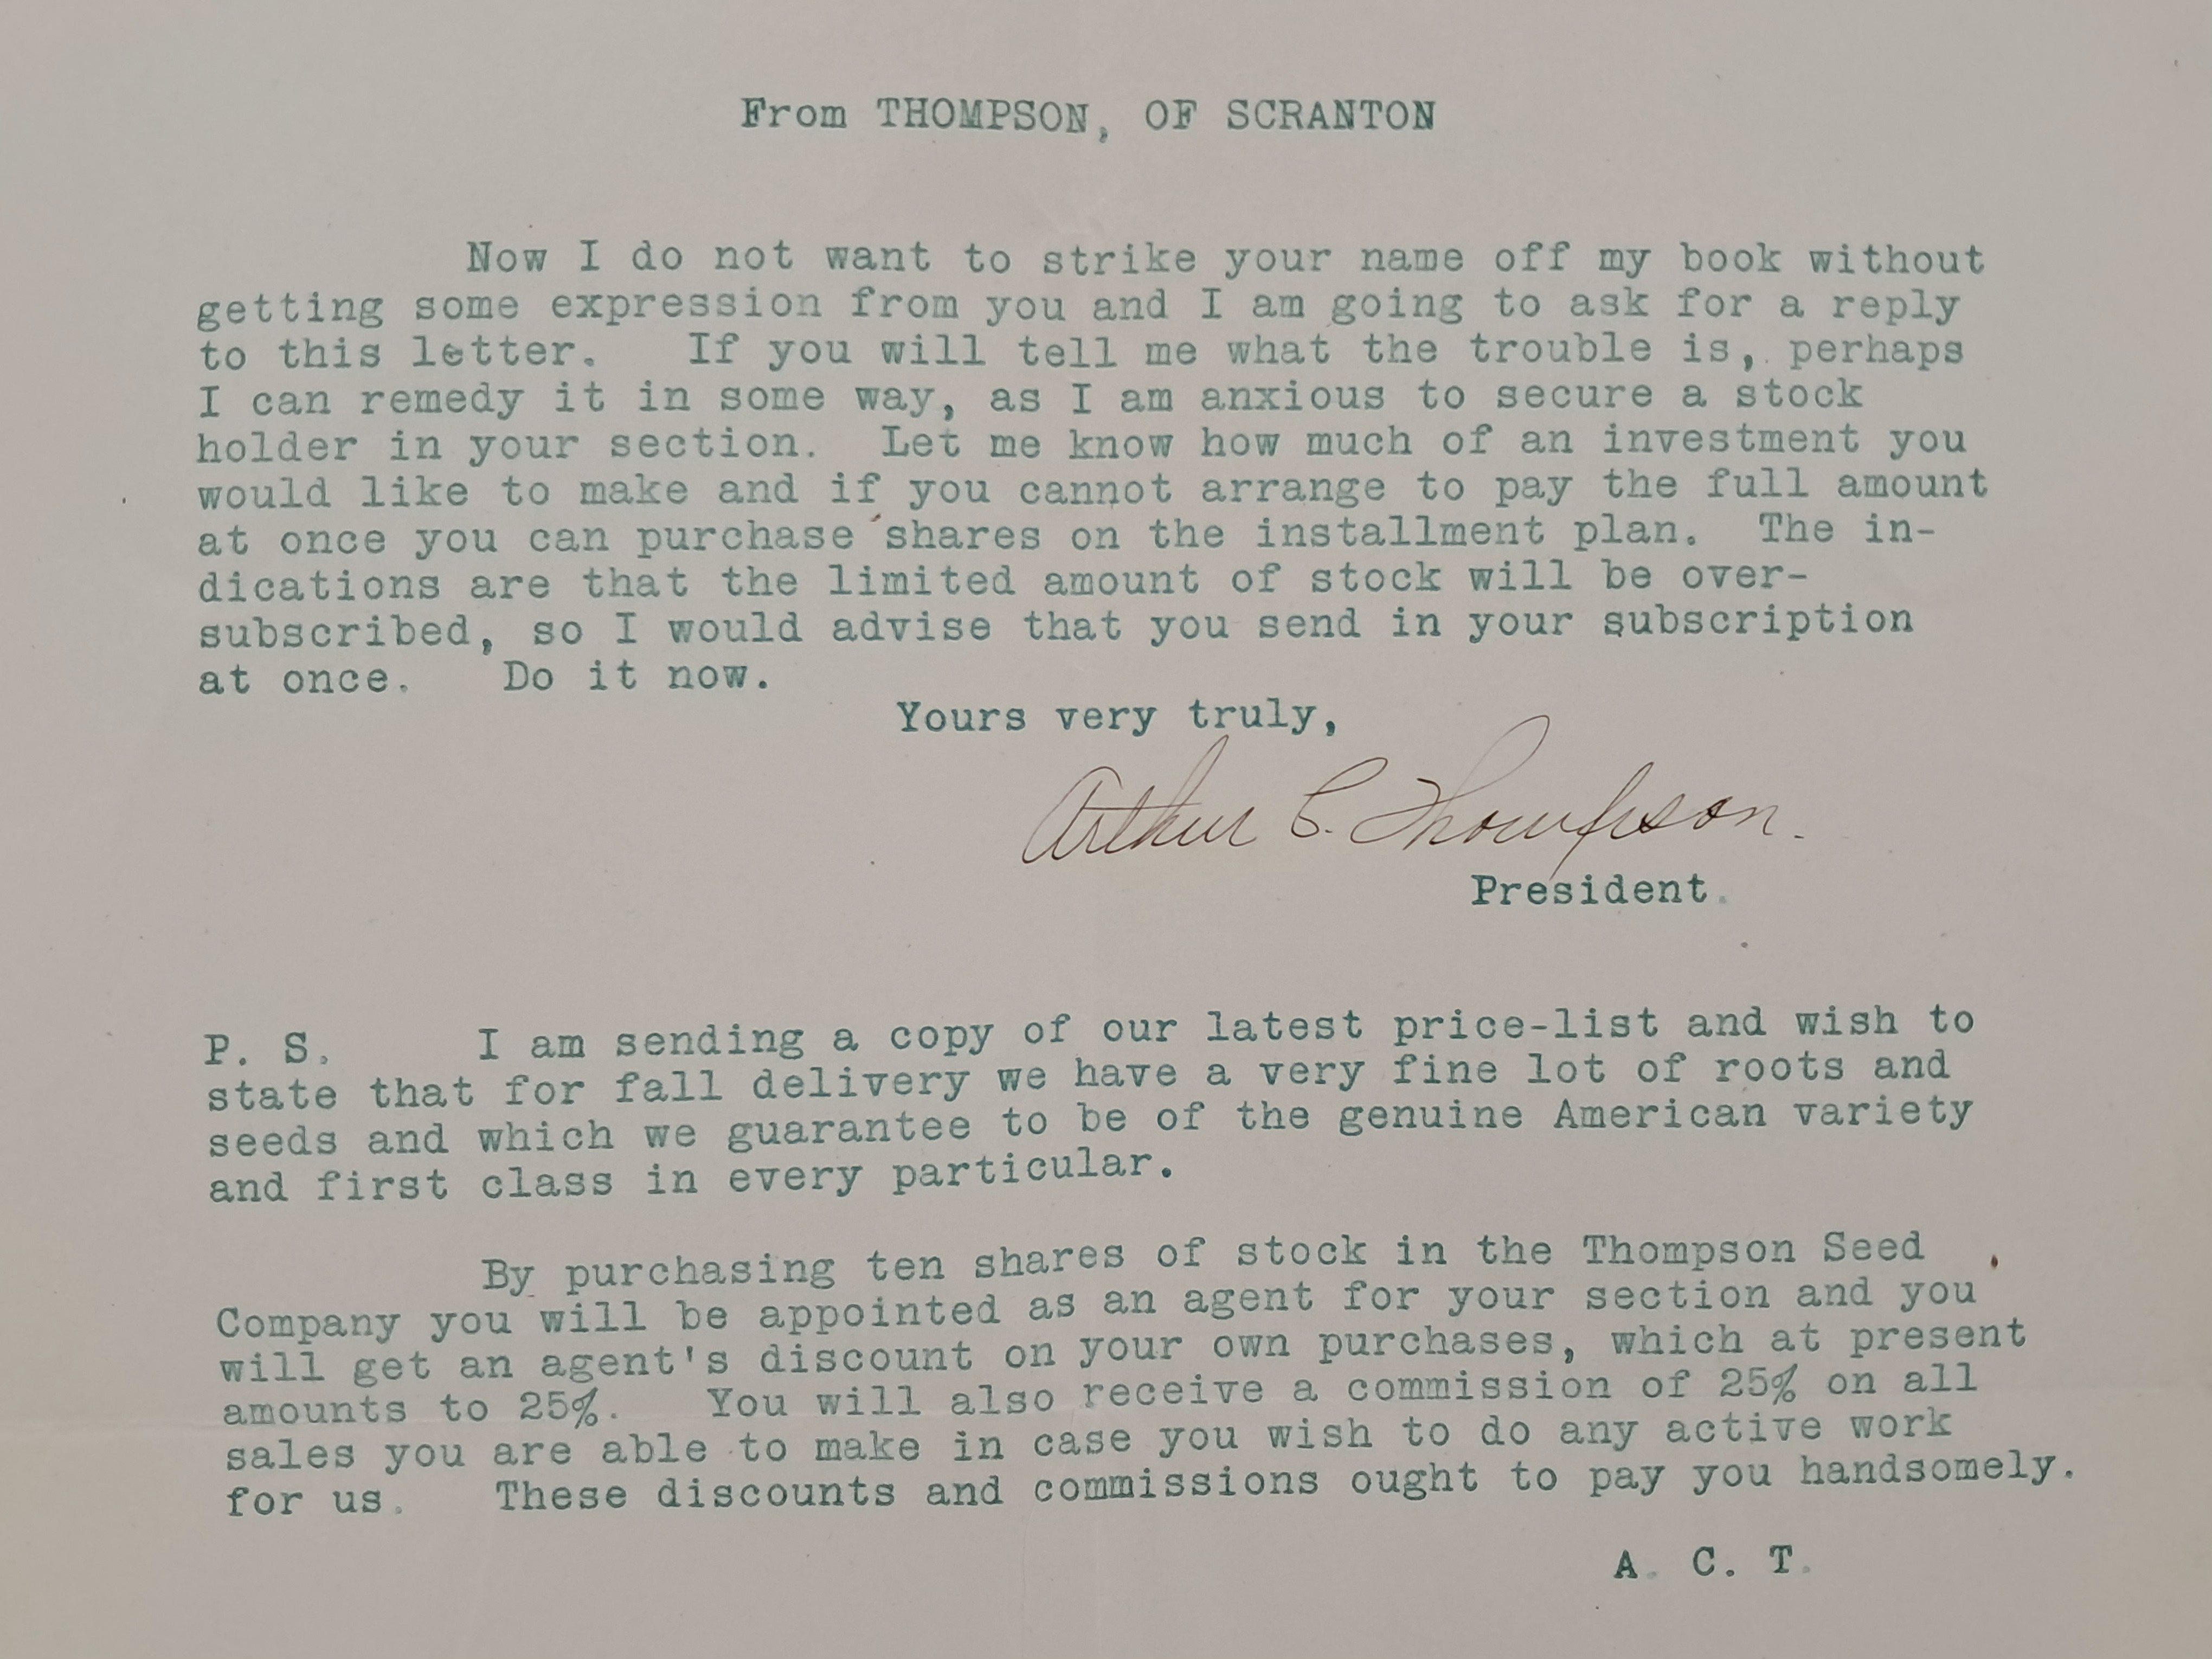 From THOMPSON, OF SCRANTON
Now I do not want to strike your name off my book without
getting some expression from you and I am going to ask for a reply
to this letter. If you will tell me what the trouble is, perhaps
I can remedy it in some way, as I am anxious to secure a stock
holder in your section. Let me know how much of an investment you
would like to make and if you cannot arrange to pay the full amount
at once you can purchase shares on the installment plan. The in-
dications are that the limited amount of stock will be over-
subscribed, so I would advise that you send in your subscription
at once. Do it now.
Yours very truly,
Arthur C. Thompson.
President.
P. S. I am sending a copy of our latest price-list and wish to
state that for fall delivery we have a very fine lot of roots and
seeds and which we guarantee to be of the genuine American variety
and first class in every particular.
By purchasing ten shares of stock in the Thompson Seed
Company you will be appointed as an agent for your section and you
will get an agent's discount on your own purchases, which at present
amounts to 25%. You will also receive a commission of 25% on all
sales you are able to make in case you wish to do any active work
for us. These discounts and commissions ought to pay you handsomely.
A. C. T.